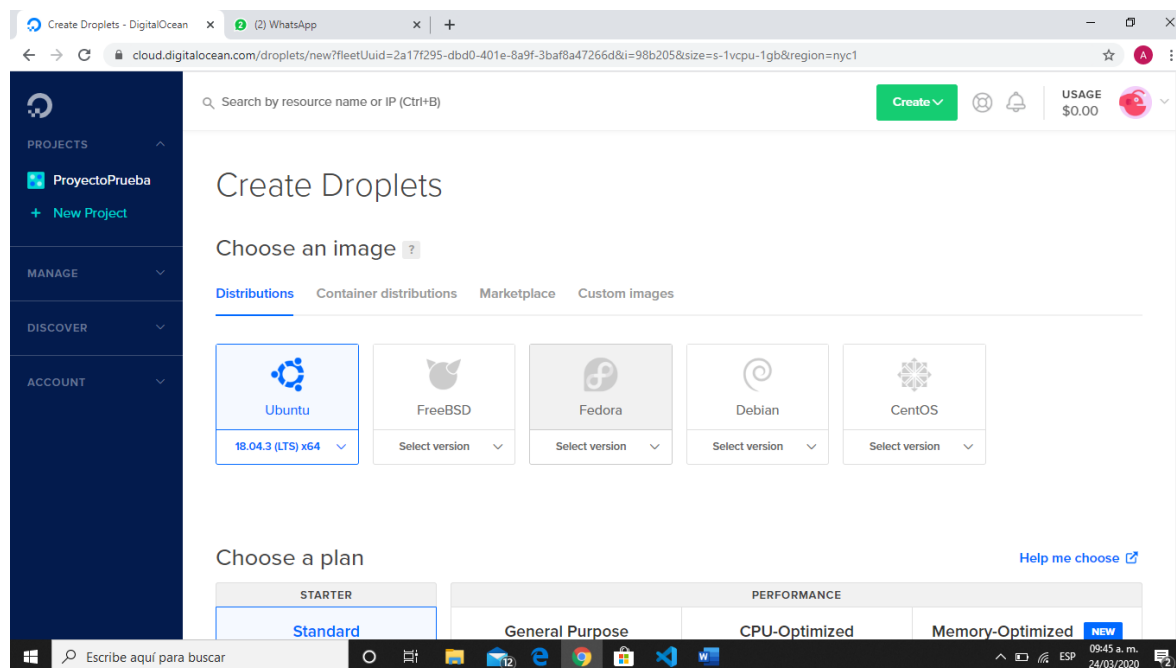 Create Droplets - DigitalOcean
(2) WhatsApp
cloud.digitalocean.com/droplets/new?fleetUuid=2a17f295-dbd0-401e-8a9f-3baf8a47266d&i=98b205&size=s-1vcpu-1gb&region=nyc1
A
Search by resource name or IP (Ctrl+B)
Create
USAGE
$0.00
PROJECTS
ProyectoPrueba
+ New Project
MANAGE
DISCOVER
ACCOUNT
Create Droplets
Choose an image ?
Distributions Container distributions Marketplace Custom images
Ubuntu FreeBSD Fedora Debian CentOS
18.04.3 (LTS) x64 Select version Select version Select version Select version
Choose a plan
Help me choose
STARTER PERFORMANCE
Standard General Purpose CPU-Optimized Memory-Optimized NEW
Escribe aquí para buscar
12
ESP
09:45 a. m.
24/03/2020
2